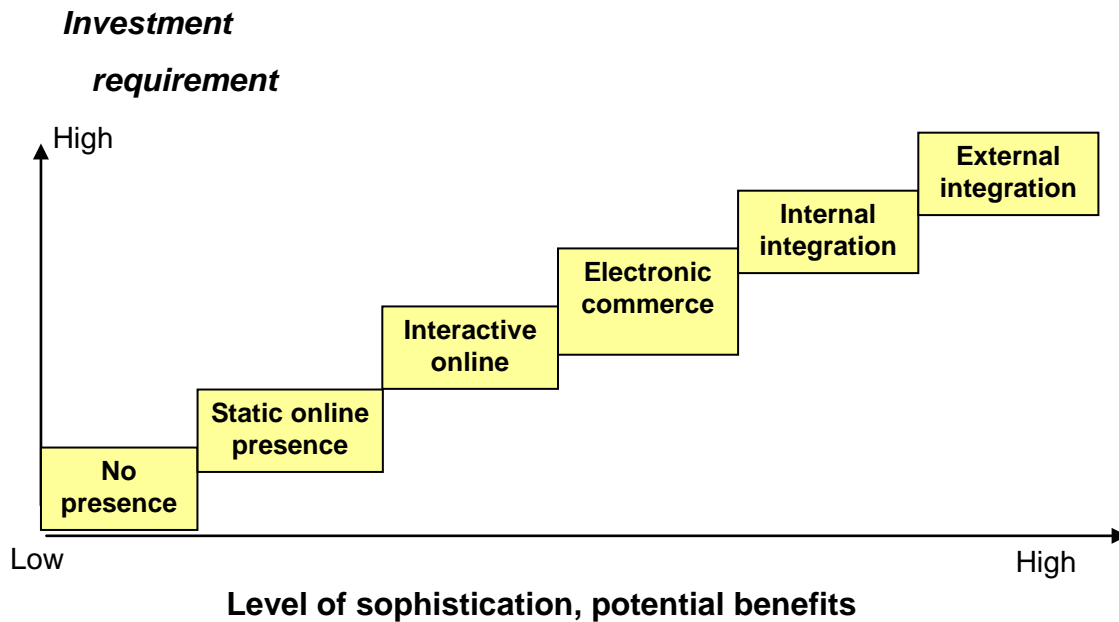 Investment
requirement
High
External
integration
Internal
integration
Electronic
commerce
Interactive
online
Static online
presence
No
presence
Low
High
Level of sophistication, potential benefits